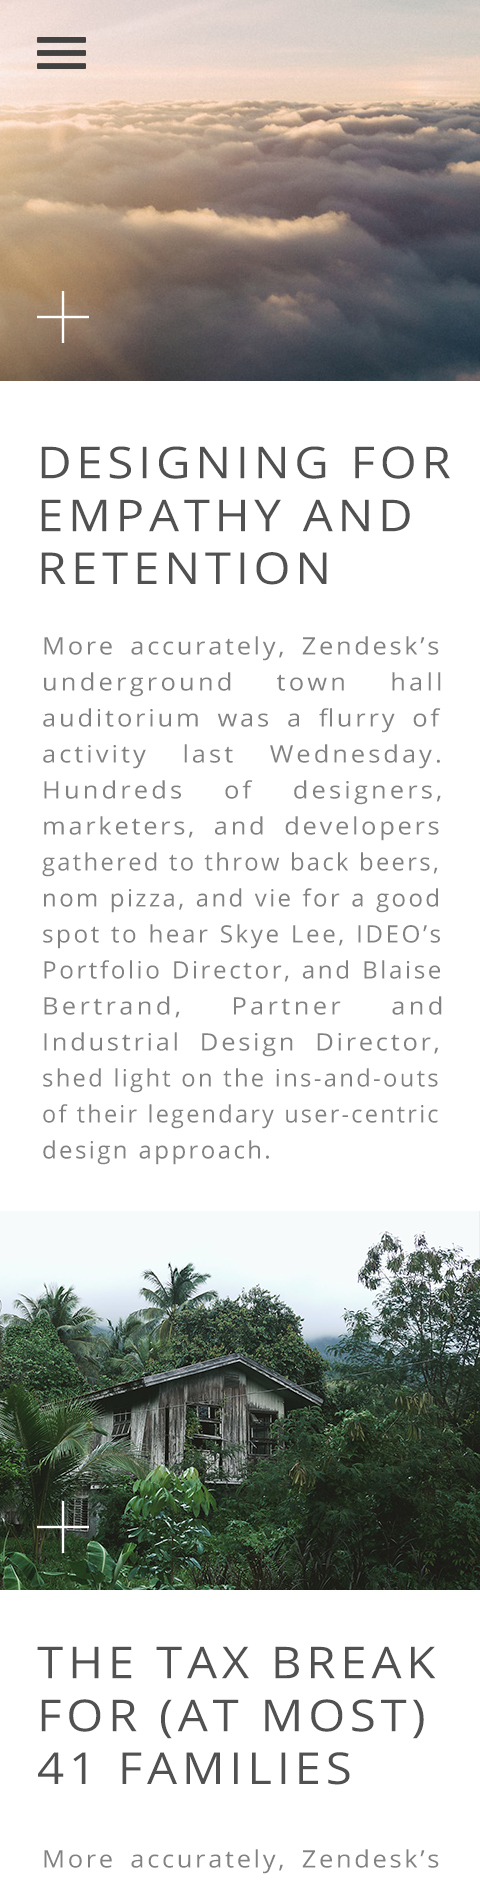 DESIGNING FOR
EMPATHY AND
RETENTION
More accurately, Zendesk’s
underground town hall
auditorium was a flurry of
activity last Wednesday.
Hundreds of designers,
marketers, and developers
gathered to throw back beers,
nom pizza, and vie for a good
spot to hear Skye Lee, IDEO’s
Portfolio Director, and Blaise
Bertrand, Partner and
Industrial Design Director,
shed light on the ins-and-outs
of their legendary user-centric
design approach.
THE TAX BREAK
FOR (AT MOST)
41 FAMILIES
More accurately, Zendesk’s